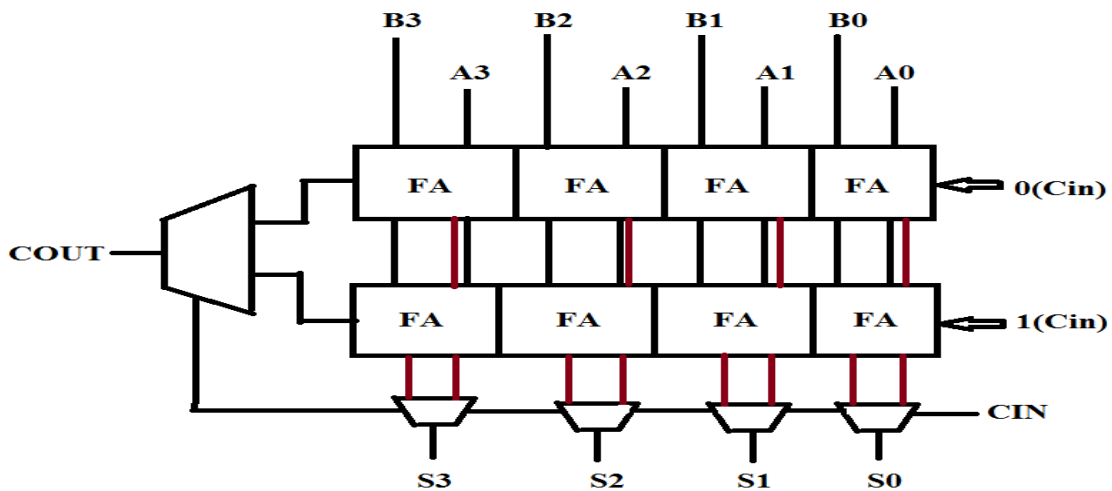 B3 B2 B1 B0
A3 A2 A1 A0
FA FA FA FA 0(Cin)
COUT
FA FA FA FA 1(Cin)
CIN
S3 S2 S1 S0